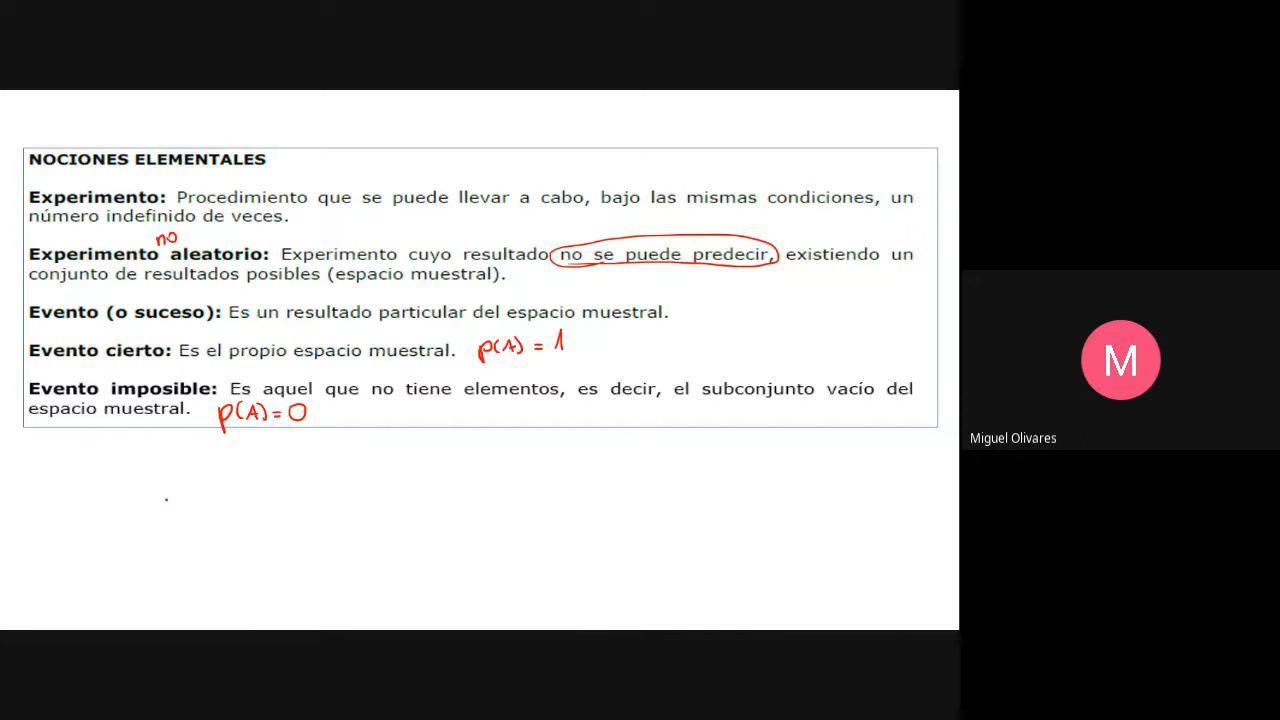 NOCIONES ELEMENTALES
Experimento: Procedimiento que se puede llevar a cabo, bajo las mismas condiciones, un
número indefinido de veces.
no
Experimento aleatorio: Experimento cuyo resultado no se puede predecir, existiendo un
conjunto de resultados posibles (espacio muestral).
Evento (o suceso): Es un resultado particular del espacio muestral.
Evento cierto: Es el propio espacio muestral. P(A) = 1
Evento imposible: Es aquel que no tiene elementos, es decir, el subconjunto vacío del
espacio muestral. P(A) = 0
M
Miguel Olivares